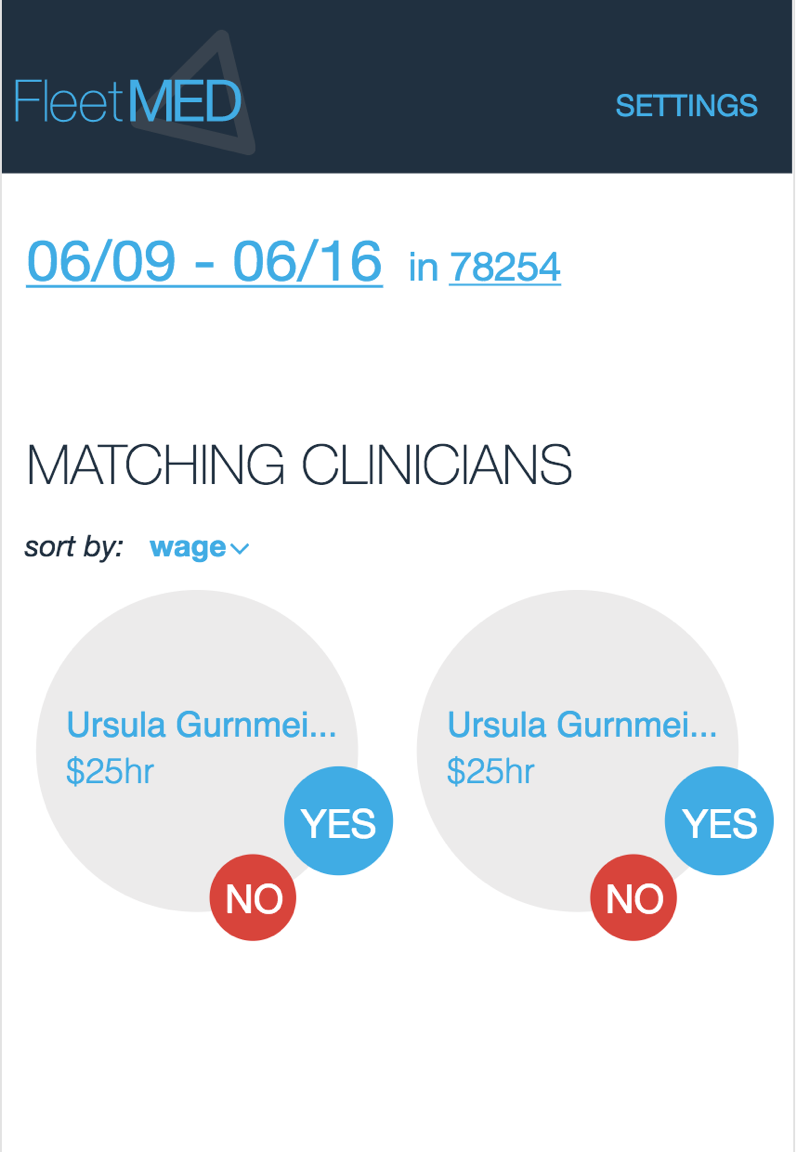 FleetMED
SETTINGS
06/09 - 06/16 in 78254
MATCHING CLINICIANS
sort by: wage
Ursula Gurnmei...
$25hr
YES
NO
Ursula Gurnmei...
$25hr
YES
NO